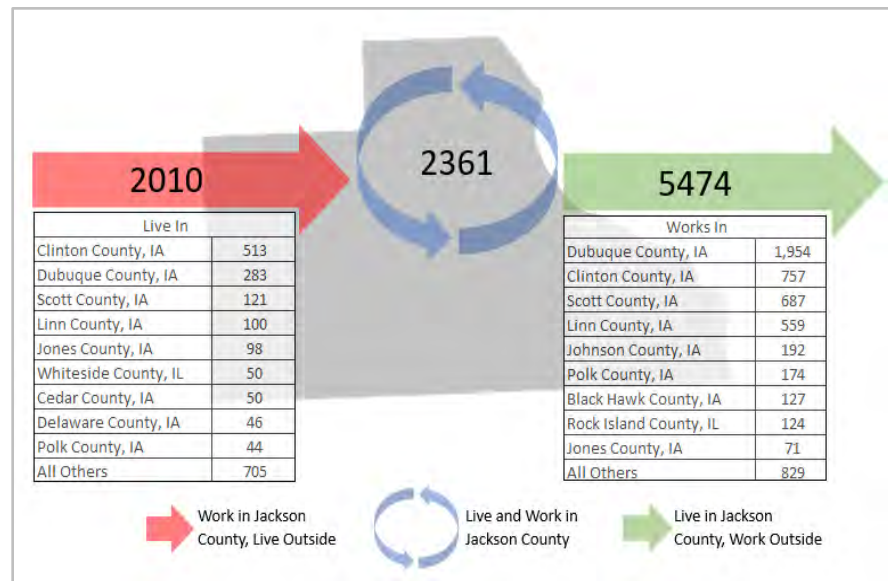 2010
2361
5474
Live In
Clinton County, IA 513
Dubuque County, IA 283
Scott County, IA 121
Linn County, IA 100
Jones County, IA 98
Whiteside County, IL 50
Cedar County, IA 50
Delaware County, IA 46
Polk County, IA 44
All Others 705
Works In
Dubuque County, IA 1,954
Clinton County, IA 757
Scott County, IA 687
Linn County, IA 559
Johnson County, IA 192
Polk County, IA 174
Black Hawk County, IA 127
Rock Island County, IL 124
Jones County, IA 71
All Others 829
Work in Jackson
County, Live Outside
Live and Work in
Jackson County
Live in Jackson
County, Work Outside